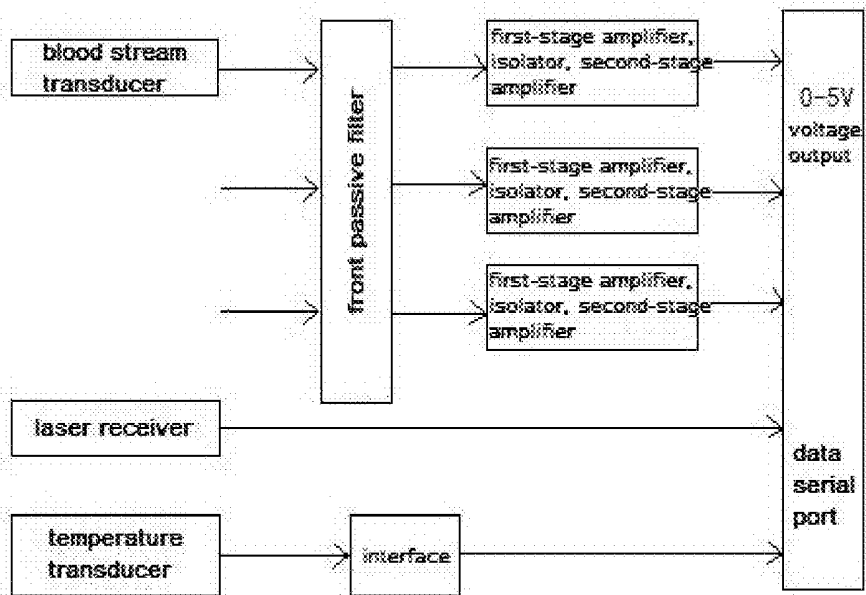 blood stream
transducer
front passive filter
first-stage amplifier,
isolator, second-stage
amplifier
first-stage amplifier,
isolator, second-stage
amplifier
first-stage amplifier,
isolator, second-stage
amplifier
0-5V
voltage
output
laser receiver
data
serial
port
temperature
transducer
interface